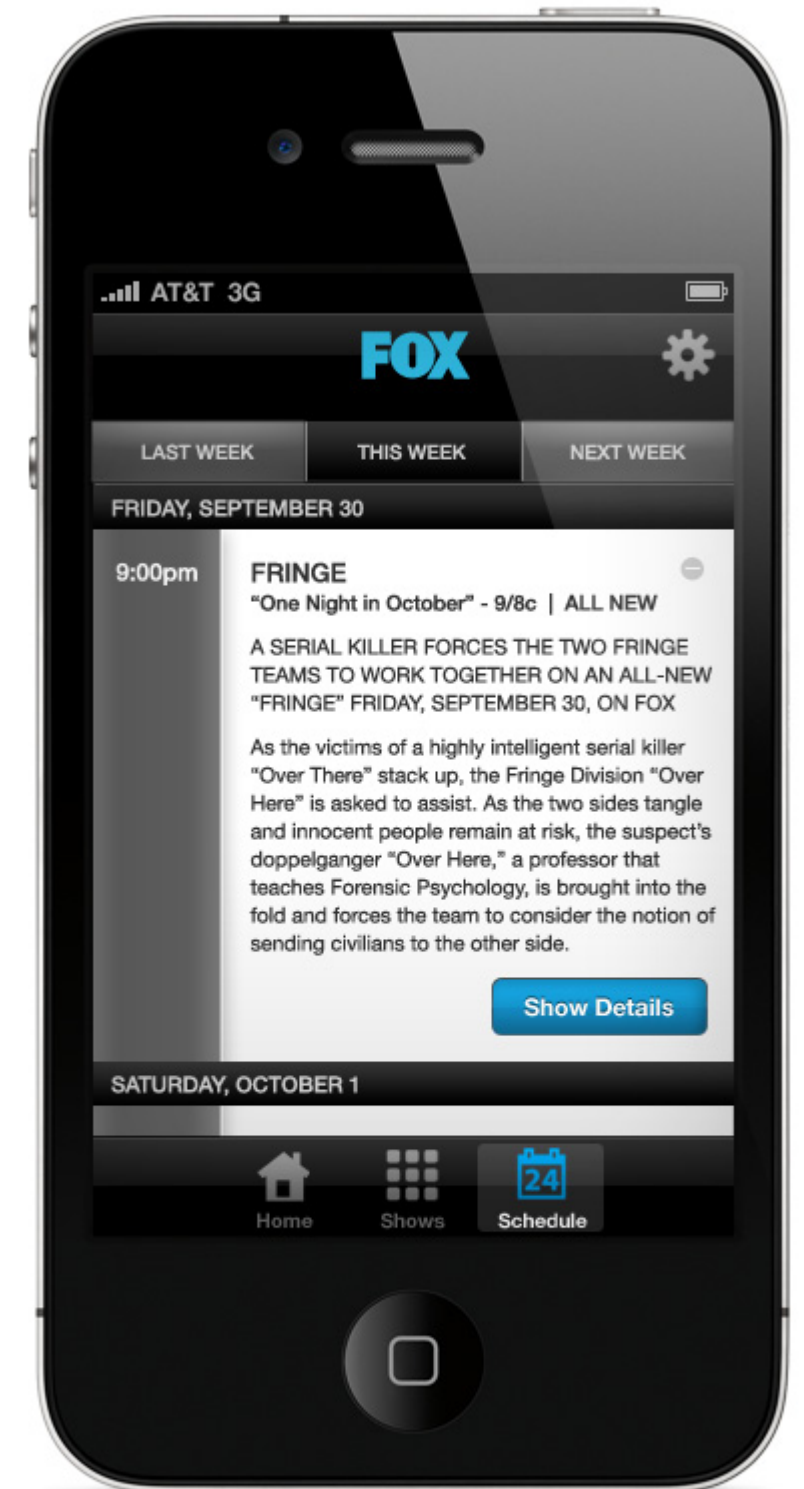 AT&T 3G
FOX
LAST WEEK THIS WEEK NEXT WEEK
FRIDAY, SEPTEMBER 30
9:00pm FRINGE
“One Night in October” - 9/8c | ALL NEW
A SERIAL KILLER FORCES THE TWO FRINGE
TEAMS TO WORK TOGETHER ON AN ALL-NEW
“FRINGE” FRIDAY, SEPTEMBER 30, ON FOX
As the victims of a highly intelligent serial killer
“Over There” stack up, the Fringe Division “Over
Here” is asked to assist. As the two sides tangle
and innocent people remain at risk, the suspect’s
doppelganger “Over Here,” a professor that
teaches Forensic Psychology, is brought into the
fold and forces the team to consider the notion of
sending civilians to the other side.
Show Details
SATURDAY, OCTOBER 1
24
Home Shows Schedule